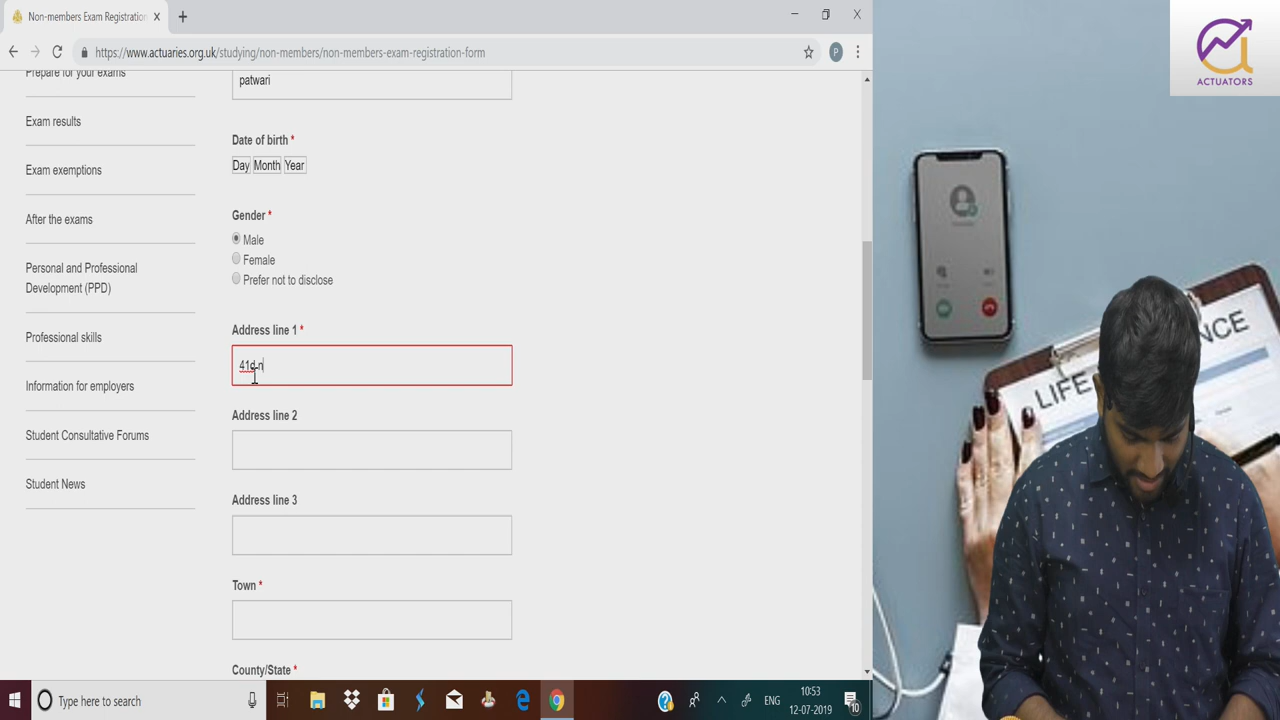 Non-members Exam Registration
https://www.actuaries.org.uk/studying/non-members/non-members-exam-registration-form
P
ACTUATORS
Prepare for your exams
Exam results
Exam exemptions
After the exams
Personal and Professional
Development (PPD)
Professional skills
Information for employers
Student Consultative Forums
Student News
patwari
Date of birth *
Day Month Year
Gender *
Male
Female
Prefer not to disclose
Address line 1 *
Address line 2
Address line 3
Town *
County/State *
LIFE
Type here to search
ENG
10:53
12-07-2019
10